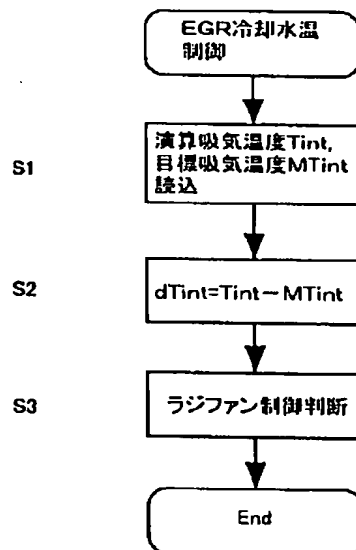 EGR冷却水温
制御
S1
演算吸気温度Tint,
目標吸気温度MTint
読込
S2
dTint=Tint－MTint
S3
ラジファン制御判断
End